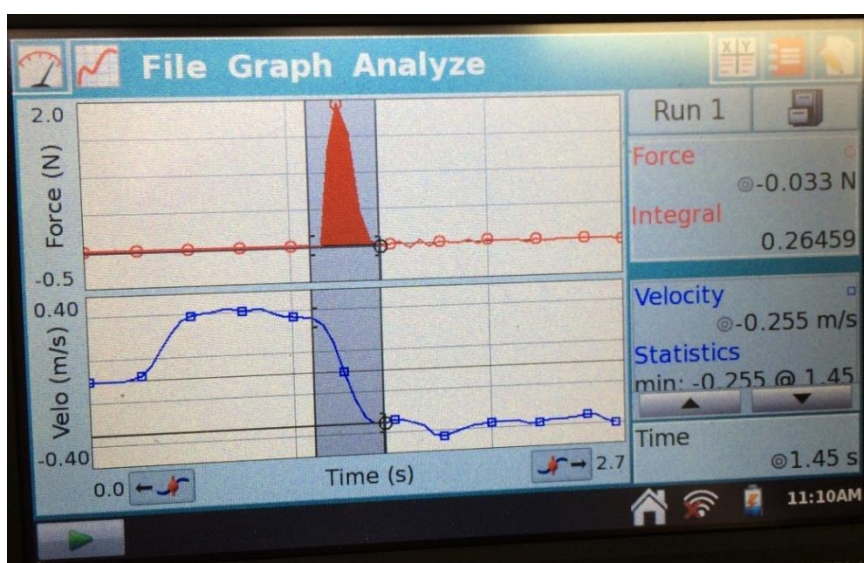 File Graph Analyze
X Y
2.0
Force (N)
-0.5
0.40
Velo (m/s)
-0.40
0.0
Time (s)
2.7
Run 1
Force
-0.033 N
Integral
0.26459
Velocity
-0.255 m/s
Statistics
min: -0.255 @ 1.45
Time
1.45 s
11:10AM